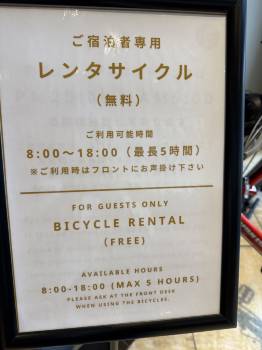 ご宿泊者専用
レンタサイクル
（無料）
ご利用可能時間
8:00〜18:00（最長5時間）
※ご利用時はフロントにお声掛け下さい
FOR GUESTS ONLY
BICYCLE RENTAL
(FREE)
AVAILABLE HOURS
8:00-18:00 (MAX 5 HOURS)
PLEASE ASK AT THE FRONT DESK
WHEN USING THE BICYCLES.